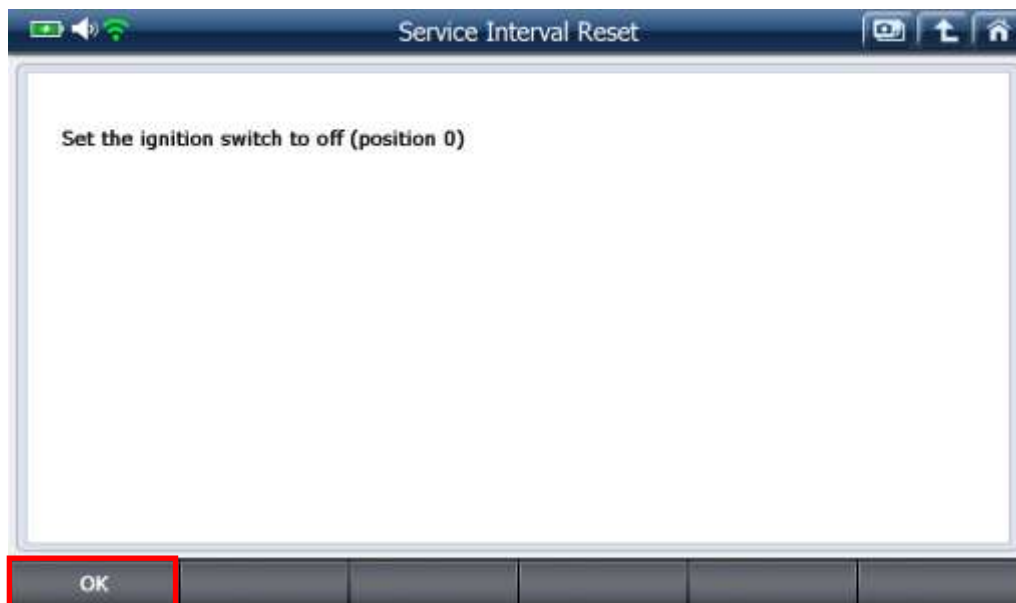 Service Interval Reset
Set the ignition switch to off (position 0)
OK